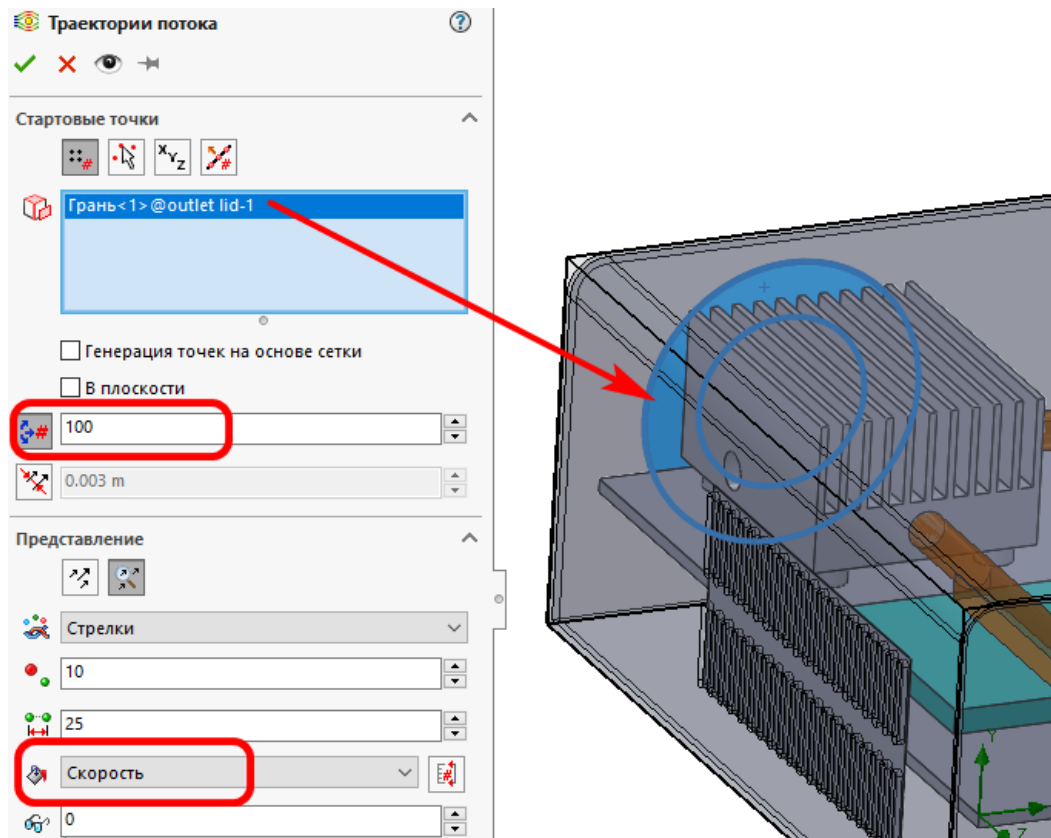 Траектории потока
Стартовые точки
X Y Z
Грань<1>@outlet lid-1
Генерация точек на основе сетки
В плоскости
# 100
0.003 m
Представление
Стрелки
10
25
Скорость
0
Y
Z